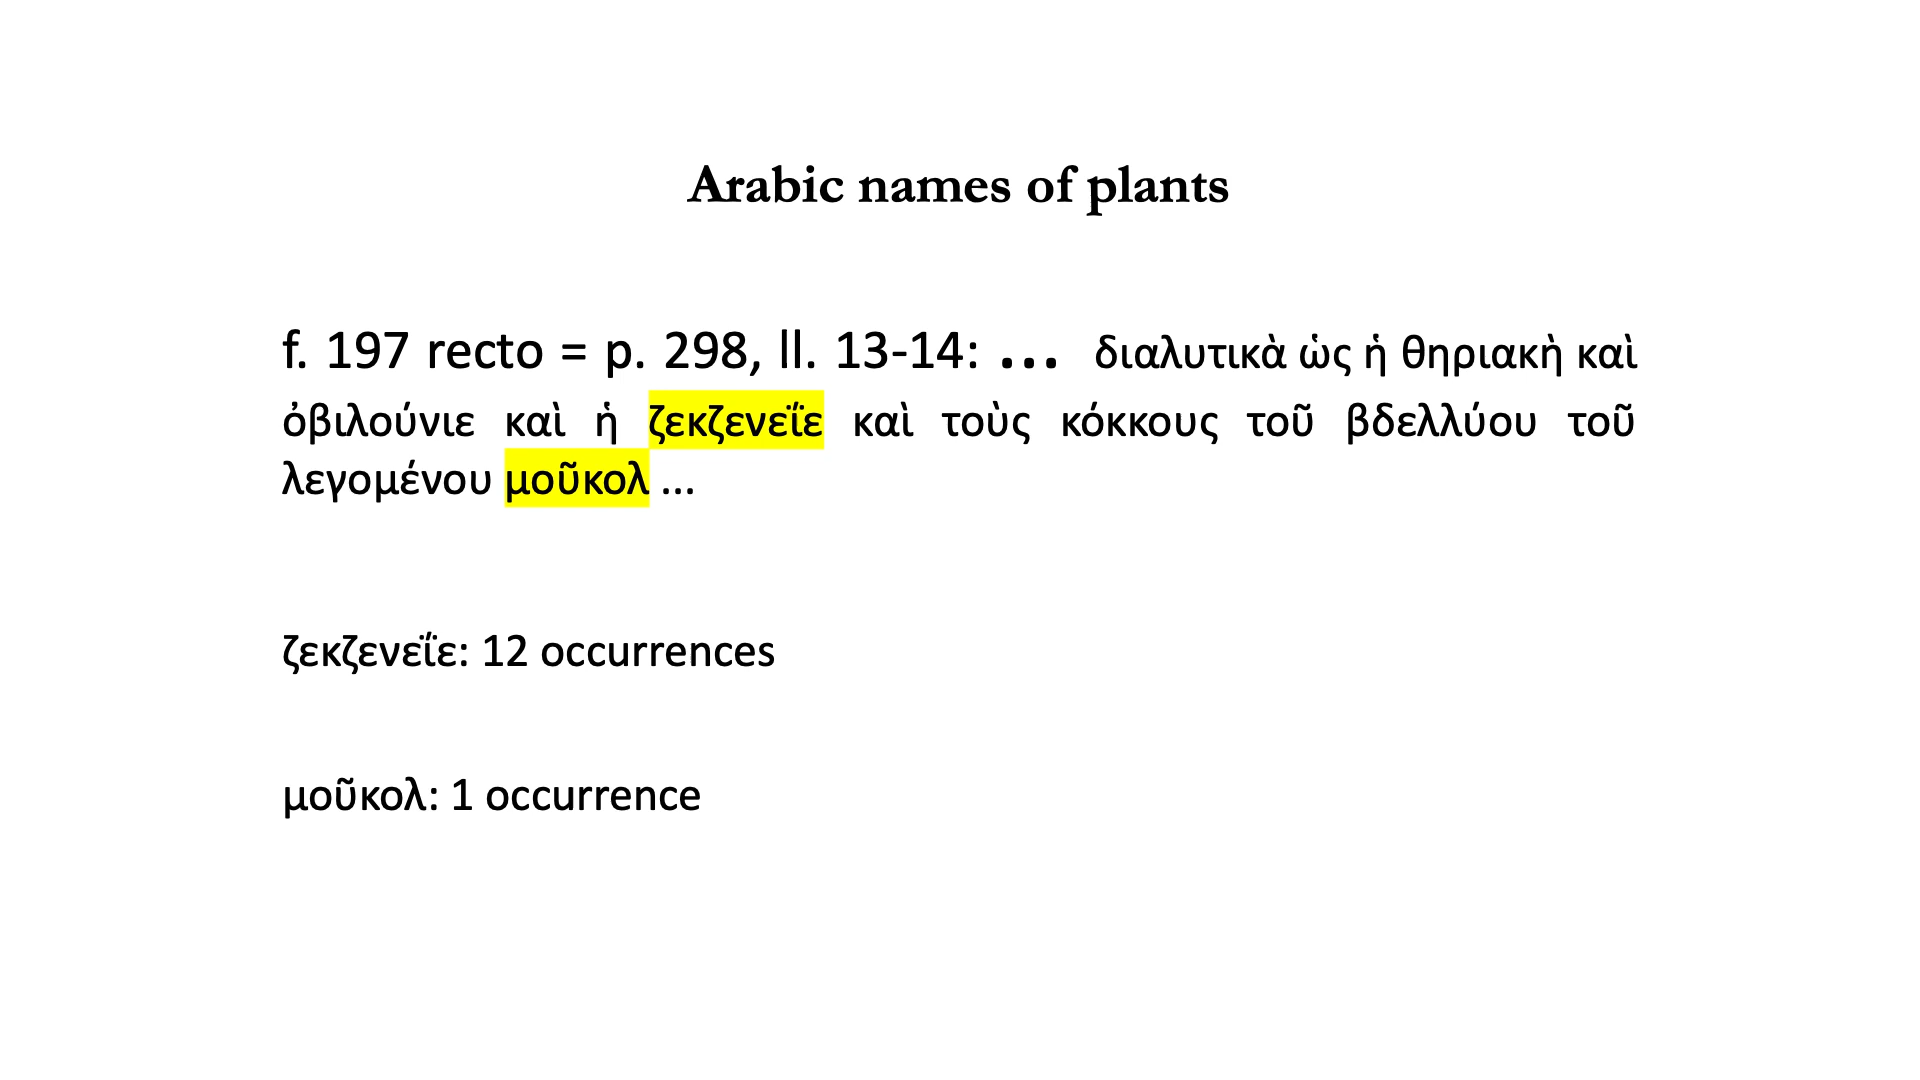 Arabic names of plants
f. 197 recto = p. 298, ll. 13-14: … διαλυτικὰ ὡς ἡ θηριακὴ καὶ
ὀβιλούνιε καὶ ἡ ζεκζενεΐε καὶ τοὺς κόκκους τοῦ βδελλύου τοῦ
λεγομένου μοῦκολ ...
ζεκζενεΐε: 12 occurrences
μοῦκολ: 1 occurrence